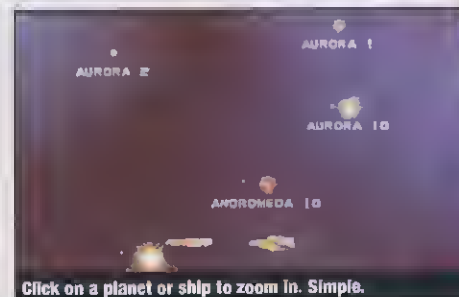 AURORA 1
AURORA 2
AURORA 10
ANDROMEDA 10
Click on a planet or ship to zoom in. Simple.